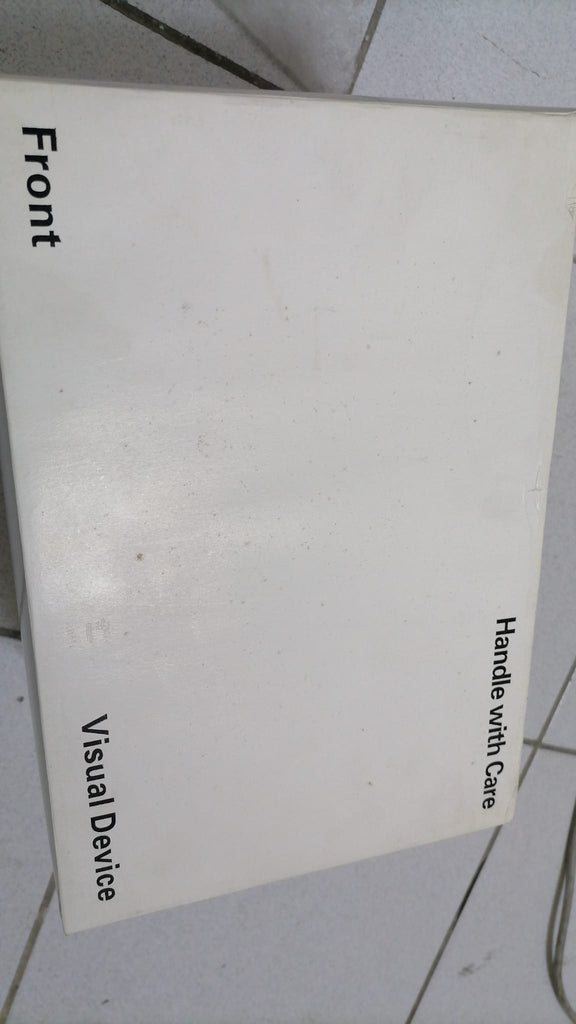 Handle with Care
Front
Visual Device